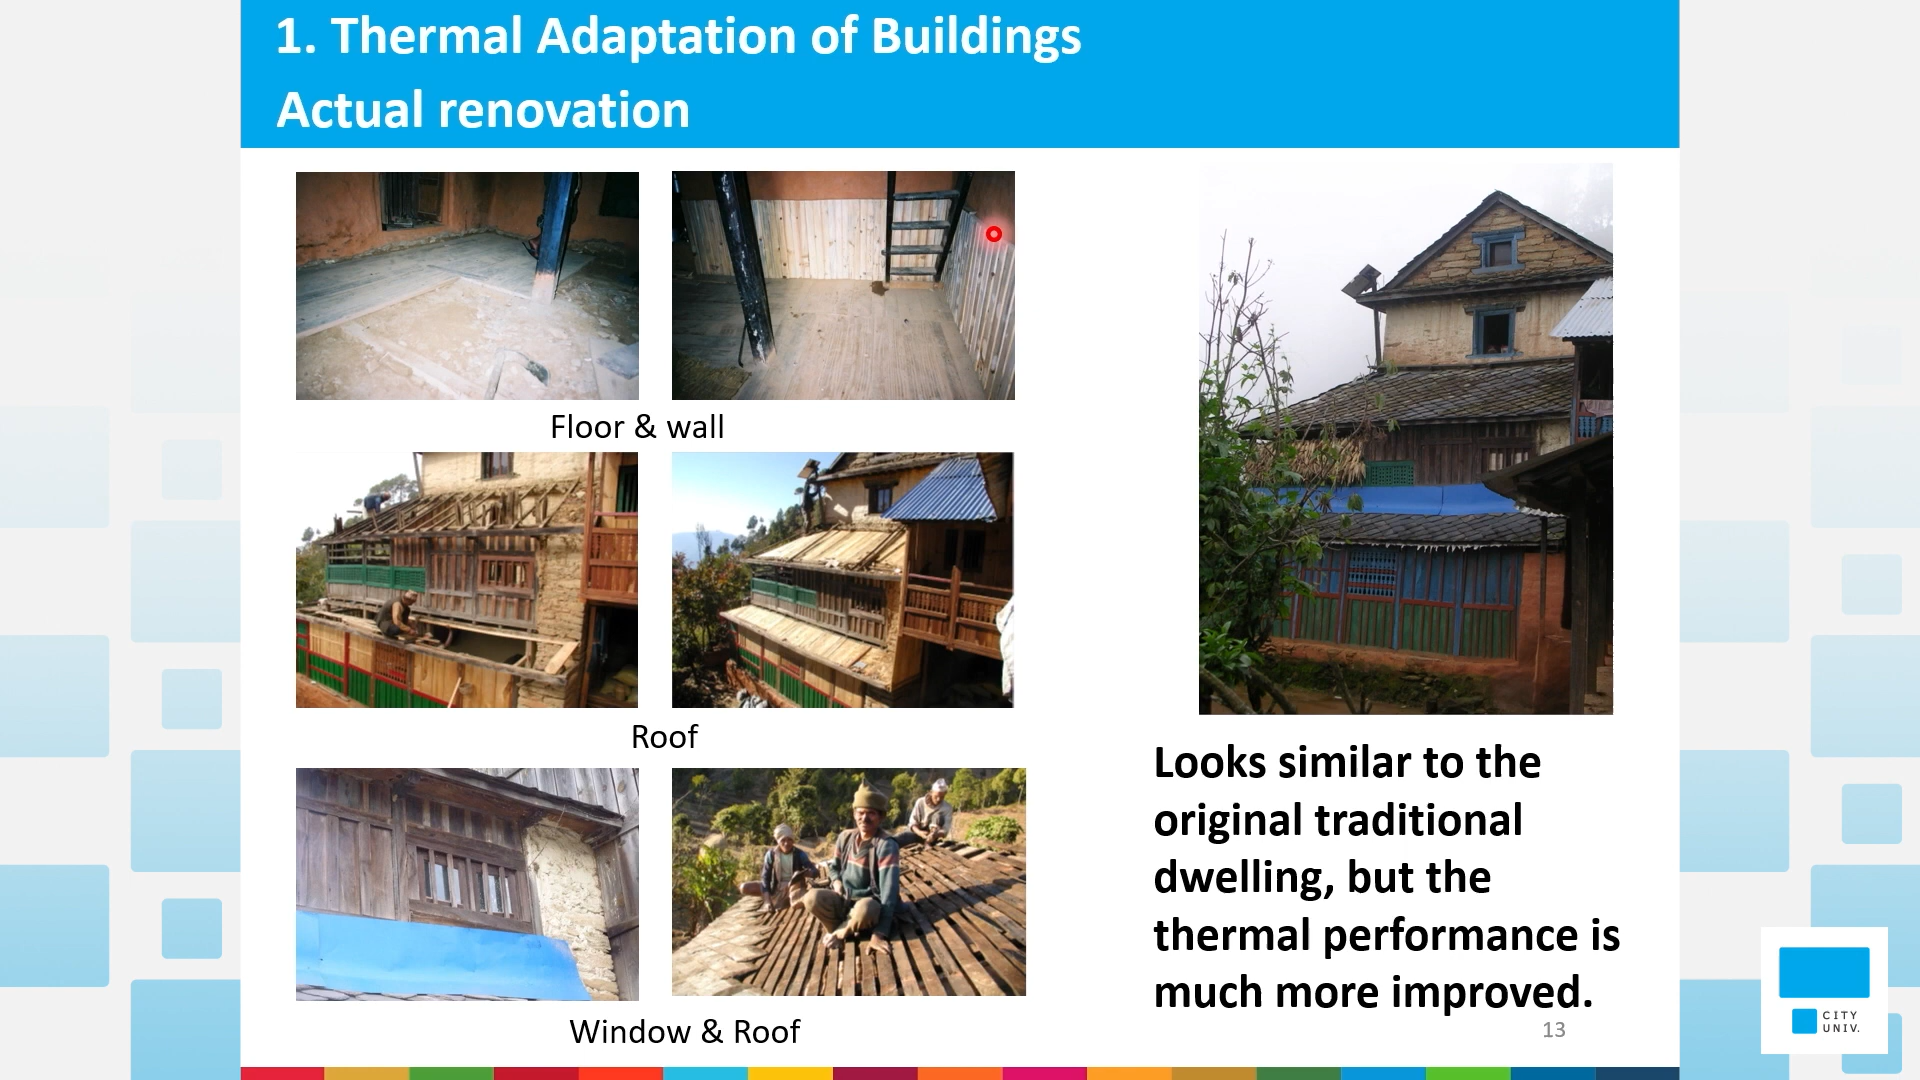 1. Thermal Adaptation of Buildings
Actual renovation
Floor & wall
Roof
Window & Roof
Looks similar to the
original traditional
dwelling, but the
thermal performance is
much more improved.
13
CITY
UNIV.